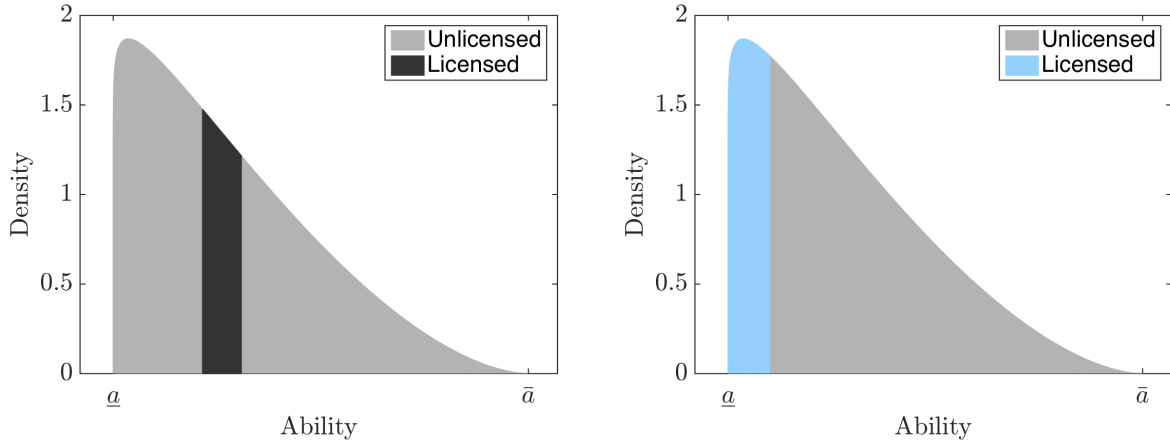 2
1.5
1
0.5
0
Density
a
ā
Ability
Unlicensed
Licensed
2
1.5
1
0.5
0
Density
a
ā
Ability
Unlicensed
Licensed